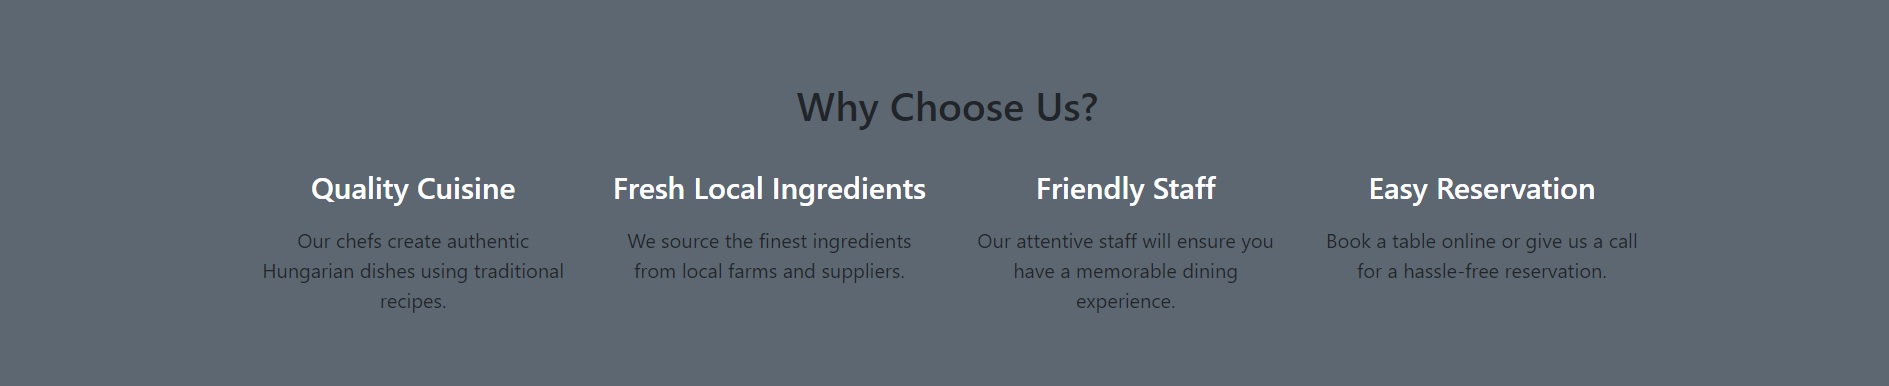 Why Choose Us?
Quality Cuisine
Our chefs create authentic
Hungarian dishes using traditional
recipes.
Fresh Local Ingredients
We source the finest ingredients
from local farms and suppliers.
Friendly Staff
Our attentive staff will ensure you
have a memorable dining
experience.
Easy Reservation
Book a table online or give us a call
for a hassle-free reservation.